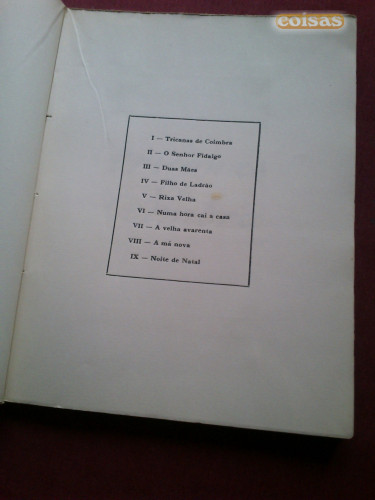 coisas
I — Tricanas de Coimbra
II — O Senhor Fidalgo
III — Duas Mães
IV — Filho de Ladrão
V — Rixa Velha
VI — Numa hora cai a casa
VII — A velha avarenta
VIII — A má nova
IX — Noite de Natal